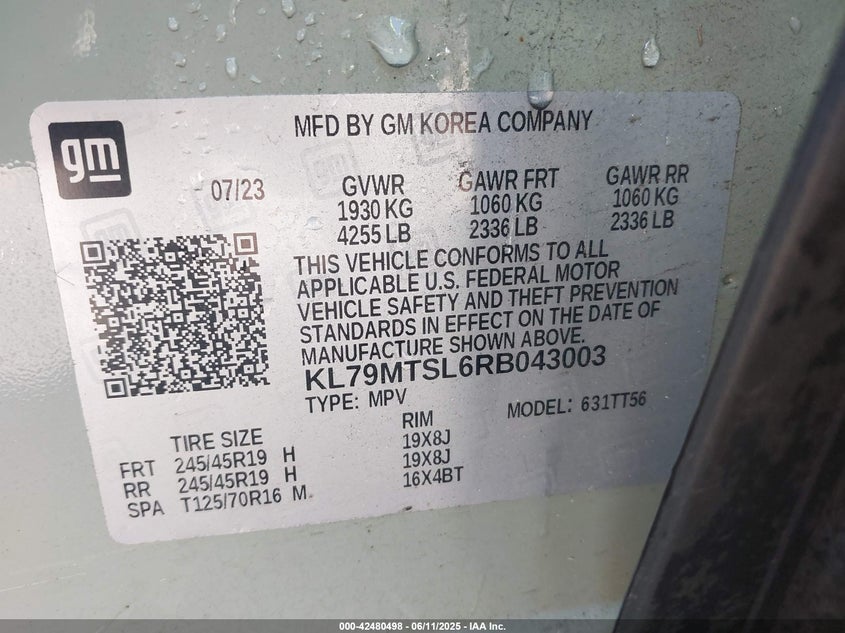 gm
MFD BY GM KOREA COMPANY
07/23
GVWR GAWR FRT GAWR RR
1930 KG 1060 KG 1060 KG
4255 LB 2336 LB 2336 LB
THIS VEHICLE CONFORMS TO ALL
APPLICABLE U.S. FEDERAL MOTOR
VEHICLE SAFETY AND THEFT PREVENTION
STANDARDS IN EFFECT ON THE DATE OF
MANUFACTURE SHOWN ABOVE.
KL79MTSL6RB043003
TYPE: MPV MODEL: 631TT56
TIRE SIZE RIM
FRT 245/45R19 H 19X8J
RR 245/45R19 H 19X8J
SPA T125/70R16 M 16X4BT
000-42480498 - 06/11/2025 - IAA Inc.